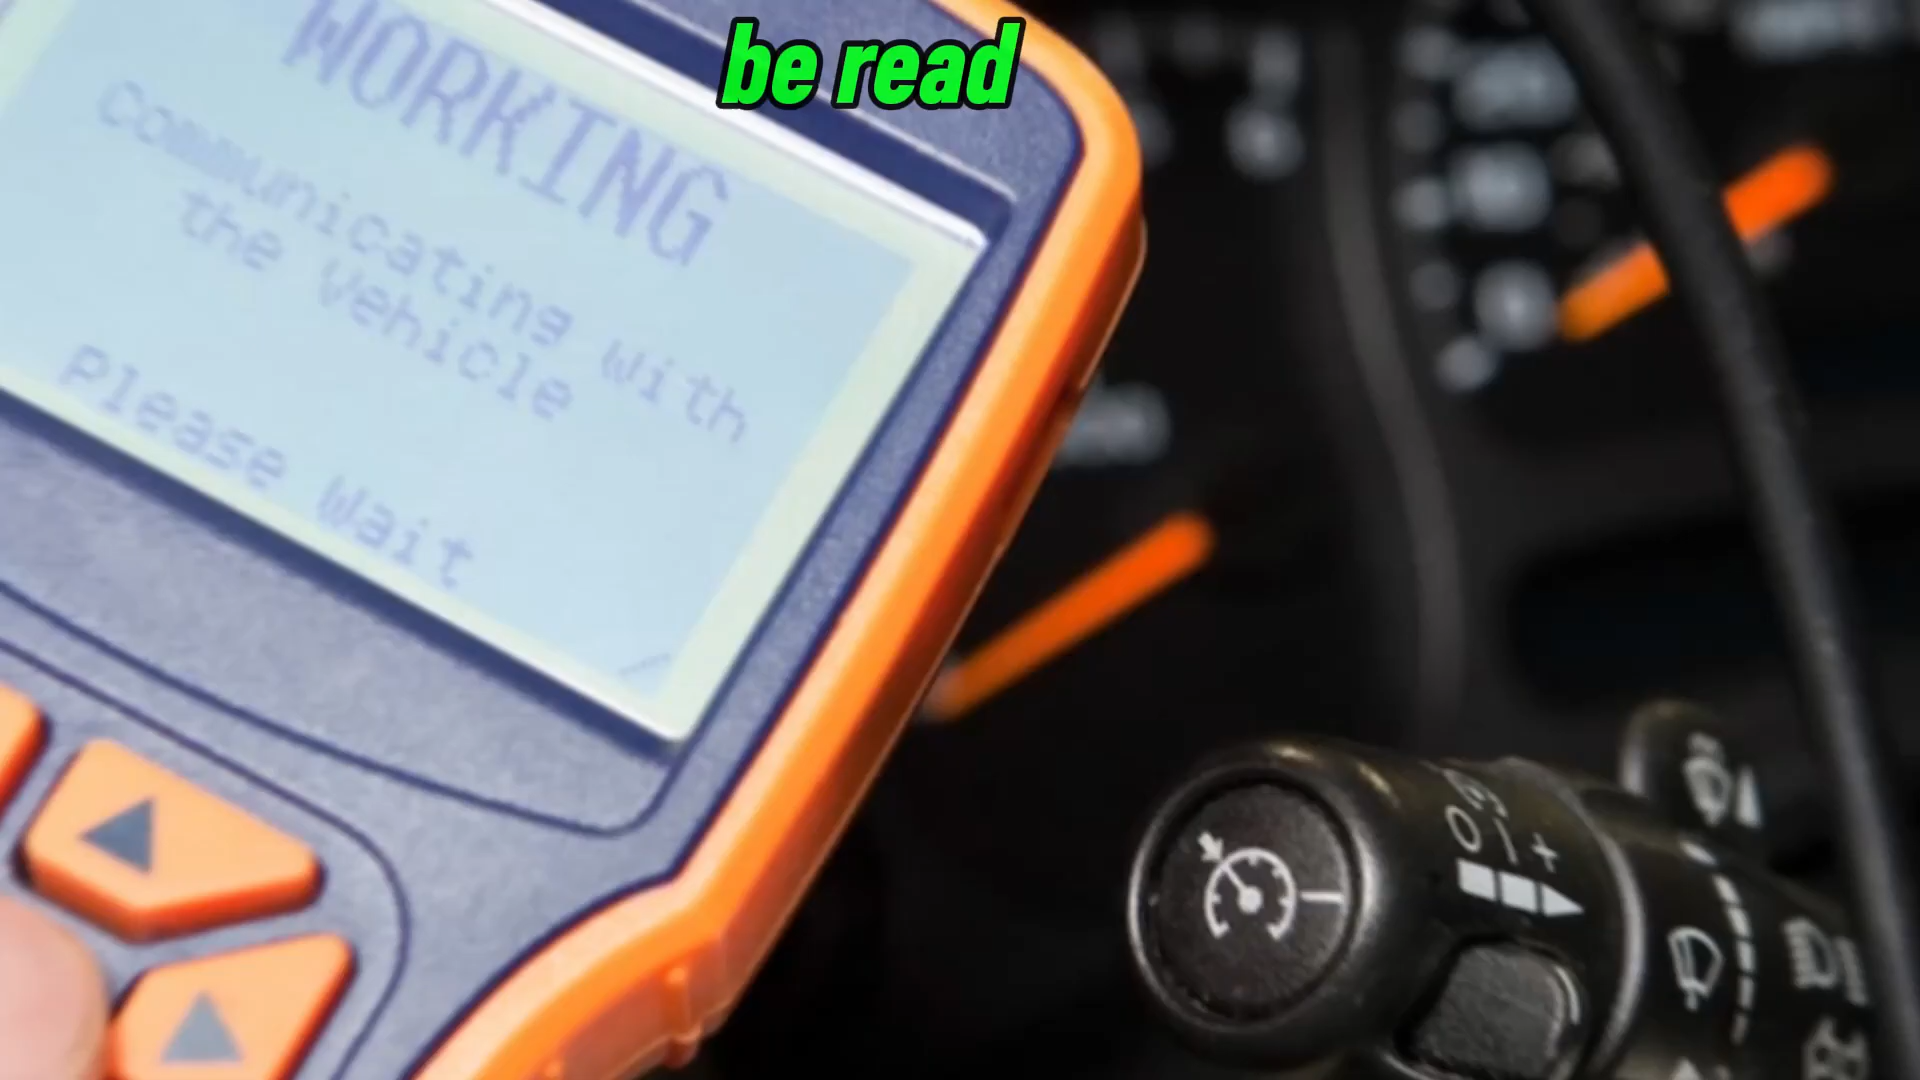 be read
WORKING
Communicating with
the Vehicle
Please Wait
O I +